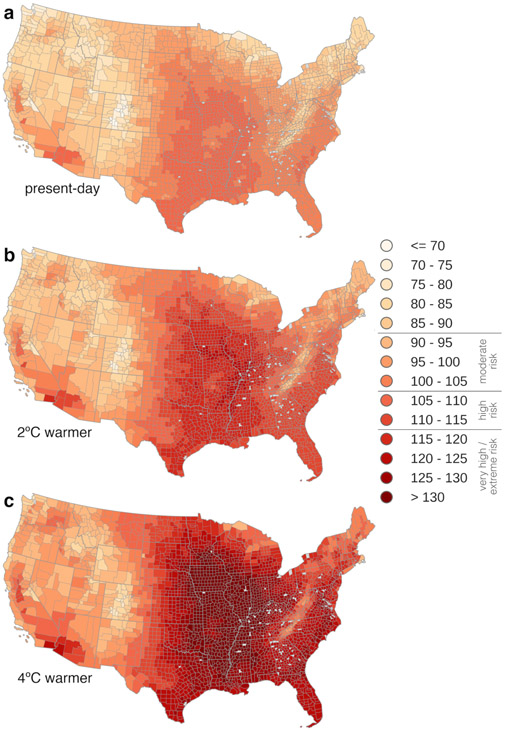 a
present-day
b
2ºC warmer
c
4ºC warmer
<= 70
70 - 75
75 - 80
80 - 85
85 - 90
90 - 95
95 - 100
100 - 105
moderate
risk
105 - 110
110 - 115
high
risk
115 - 120
120 - 125
125 - 130
> 130
very high /
extreme risk